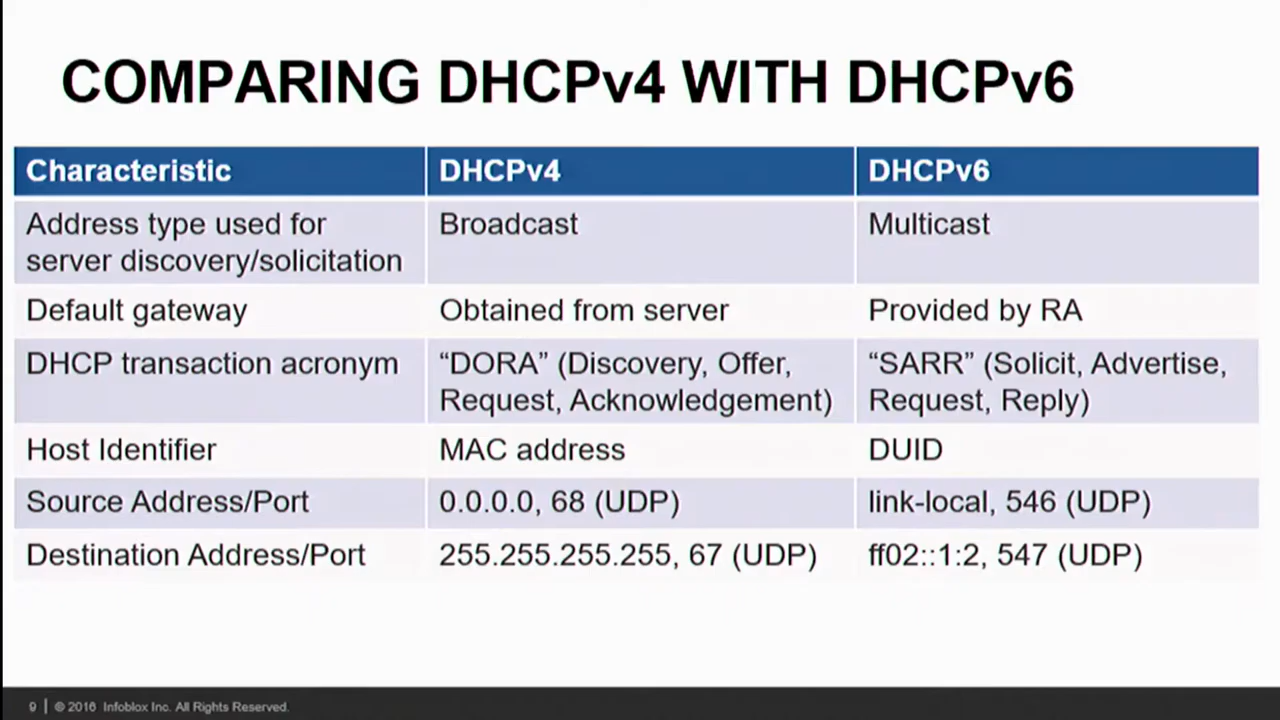 COMPARING DHCPv4 WITH DHCPv6
Characteristic DHCPv4 DHCPv6
Address type used for server discovery/solicitation Broadcast Multicast
Default gateway Obtained from server Provided by RA
DHCP transaction acronym “DORA” (Discovery, Offer, Request, Acknowledgement) “SARR” (Solicit, Advertise, Request, Reply)
Host Identifier MAC address DUID
Source Address/Port 0.0.0.0, 68 (UDP) link-local, 546 (UDP)
Destination Address/Port 255.255.255.255, 67 (UDP) ff02::1:2, 547 (UDP)
9 | © 2016 Infoblox Inc. All Rights Reserved.